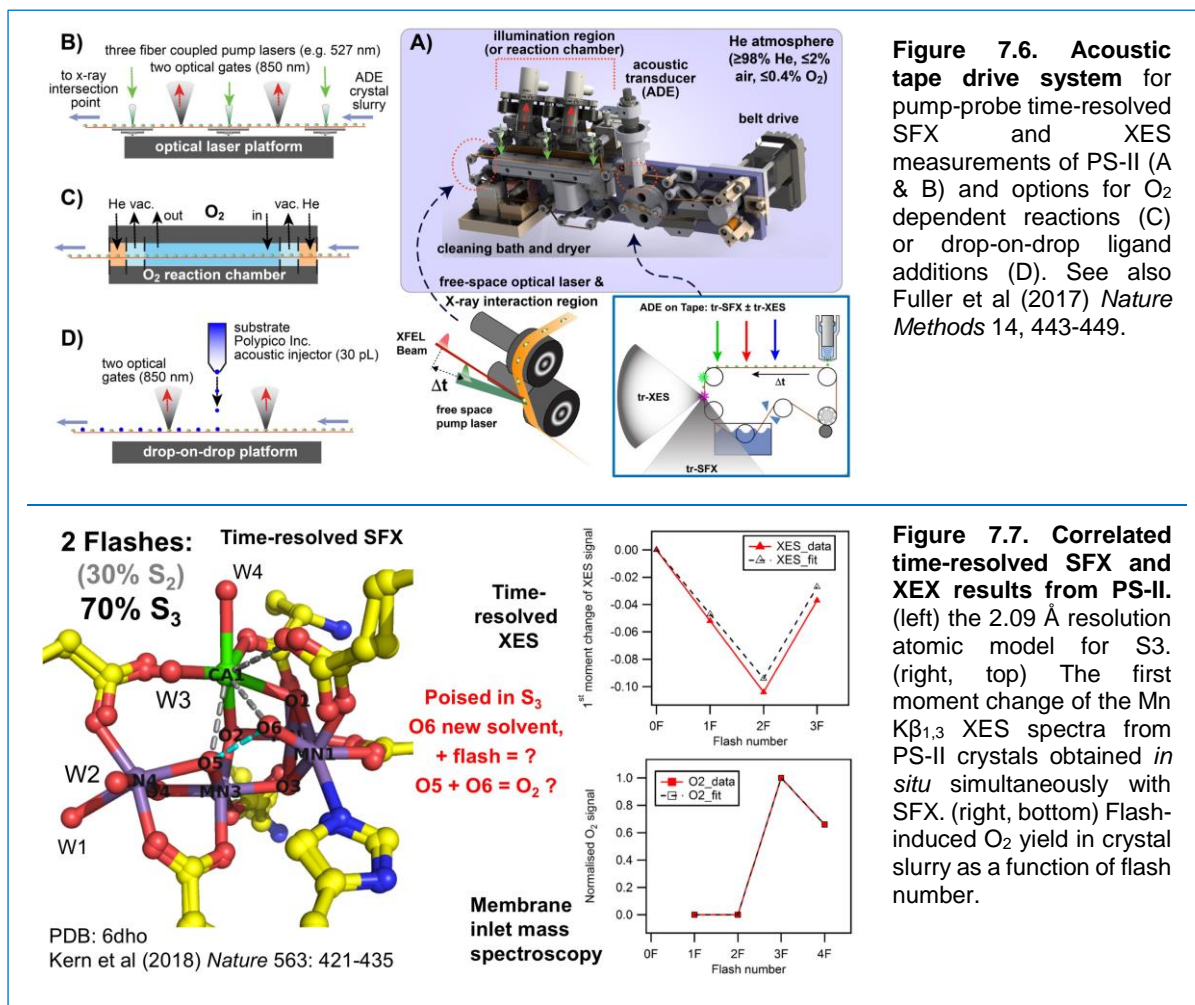 B)
three fiber coupled pump lasers (e.g. 527 nm)
two optical gates (850 nm)
to x-ray
intersection
point
ADE
crystal
slurry
optical laser platform
C)
He vac.
out
O₂
in
vac. He
O₂ reaction chamber
D)
substrate
Polypico Inc.
acoustic injector (30 pL)
two optical
gates (850 nm)
drop-on-drop platform
A)
illumination region
(or reaction chamber)
acoustic
transducer
(ADE)
He atmosphere
(≥98% He, ≤2%
air, ≤0.4% O₂)
belt drive
cleaning bath and dryer
free-space optical laser &
X-ray interaction region
XFEL
Beam
Δt
free space
pump laser
ADE on Tape: tr-SFX ± tr-XES
Δt
tr-XES
tr-SFX
Figure 7.6. Acoustic
tape drive system for
pump-probe time-resolved
SFX and XES
measurements of PS-II (A
& B) and options for O₂
dependent reactions (C)
or drop-on-drop ligand
additions (D). See also
Fuller et al (2017) Nature
Methods 14, 443-449.
2 Flashes:
(30% S₂)
70% S₃
Time-resolved SFX
W4
W3
W2
W1
CA1
O1
O2
O6
O5
MN1
N4
O4
MN3
O3
PDB: 6dho
Kern et al (2018) Nature 563: 421-435
Time-
resolved
XES
Poised in S₃
O6 new solvent,
+ flash = ?
O5 + O6 = O₂ ?
Membrane
inlet mass
spectroscopy
1st moment change of XES signal
0.00
-0.02
-0.04
-0.06
-0.08
-0.10
XES_data
XES_fit
0F 1F 2F 3F
Flash number
Normalised O₂ signal
1.0
0.8
0.6
0.4
0.2
0.0
O2_data
O2_fit
0F 1F 2F 3F 4F
Flash number
Figure 7.7. Correlated
time-resolved SFX and
XEX results from PS-II.
(left) the 2.09 Å resolution
atomic model for S3.
(right, top) The first
moment change of the Mn
Kβ₁,₃ XES spectra from
PS-II crystals obtained in
situ simultaneously with
SFX. (right, bottom) Flash-
induced O₂ yield in crystal
slurry as a function of flash
number.